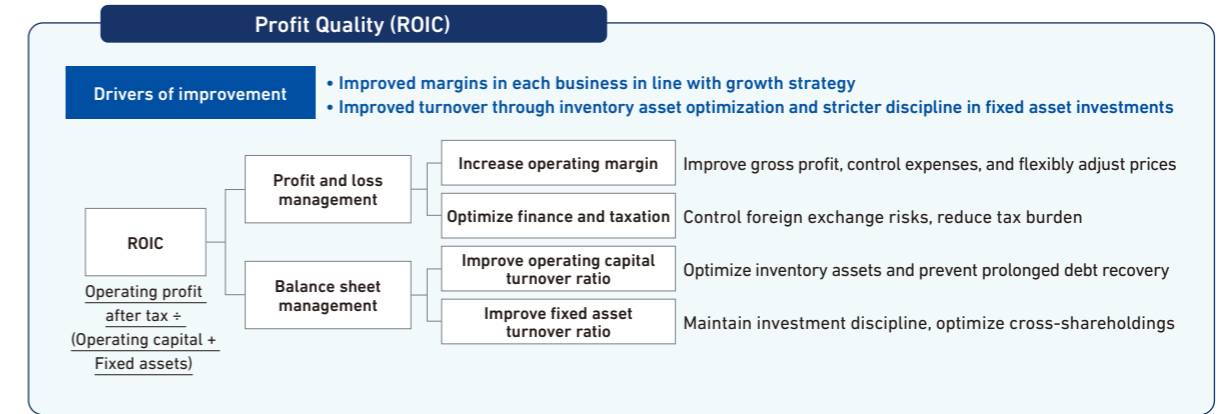 Profit Quality (ROIC)
Drivers of improvement
• Improved margins in each business in line with growth strategy
• Improved turnover through inventory asset optimization and stricter discipline in fixed asset investments
ROIC
Operating profit
after tax ÷
(Operating capital +
Fixed assets)
Profit and loss
management
Increase operating margin
Improve gross profit, control expenses, and flexibly adjust prices
Optimize finance and taxation
Control foreign exchange risks, reduce tax burden
Balance sheet
management
Improve operating capital
turnover ratio
Optimize inventory assets and prevent prolonged debt recovery
Improve fixed asset
turnover ratio
Maintain investment discipline, optimize cross-shareholdings